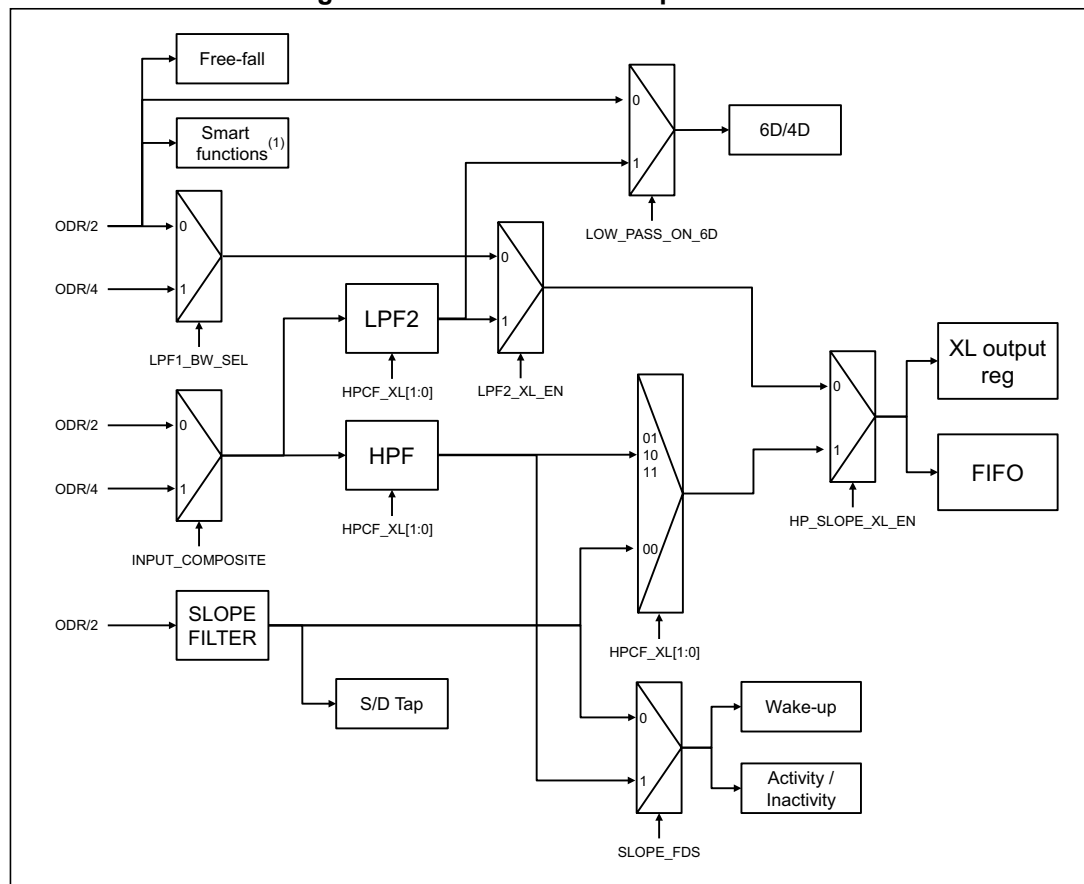 Free-fall
Smart
functions(1)
0
1
6D/4D
LOW_PASS_ON_6D
ODR/2
0
ODR/4
1
LPF1_BW_SEL
0
1
LPF2_XL_EN
LPF2
HPCF_XL[1:0]
XL output
reg
FIFO
0
1
HP_SLOPE_XL_EN
ODR/2
0
ODR/4
1
INPUT_COMPOSITE
HPF
HPCF_XL[1:0]
01
10
11
00
HPCF_XL[1:0]
ODR/2
SLOPE
FILTER
S/D Tap
0
1
SLOPE_FDS
Wake-up
Activity /
Inactivity